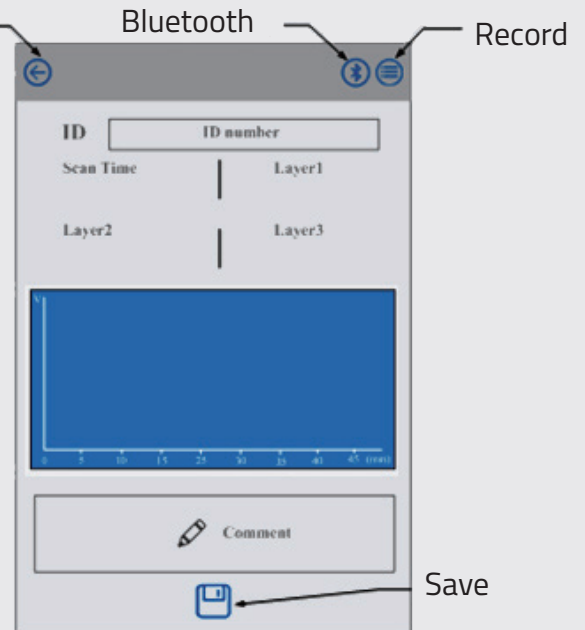 Bluetooth
Record
ID
ID number
Scan Time
Layer1
Layer2
Layer3
V
0 5 10 15 25 30 35 40 45 (mm)
Comment
Save